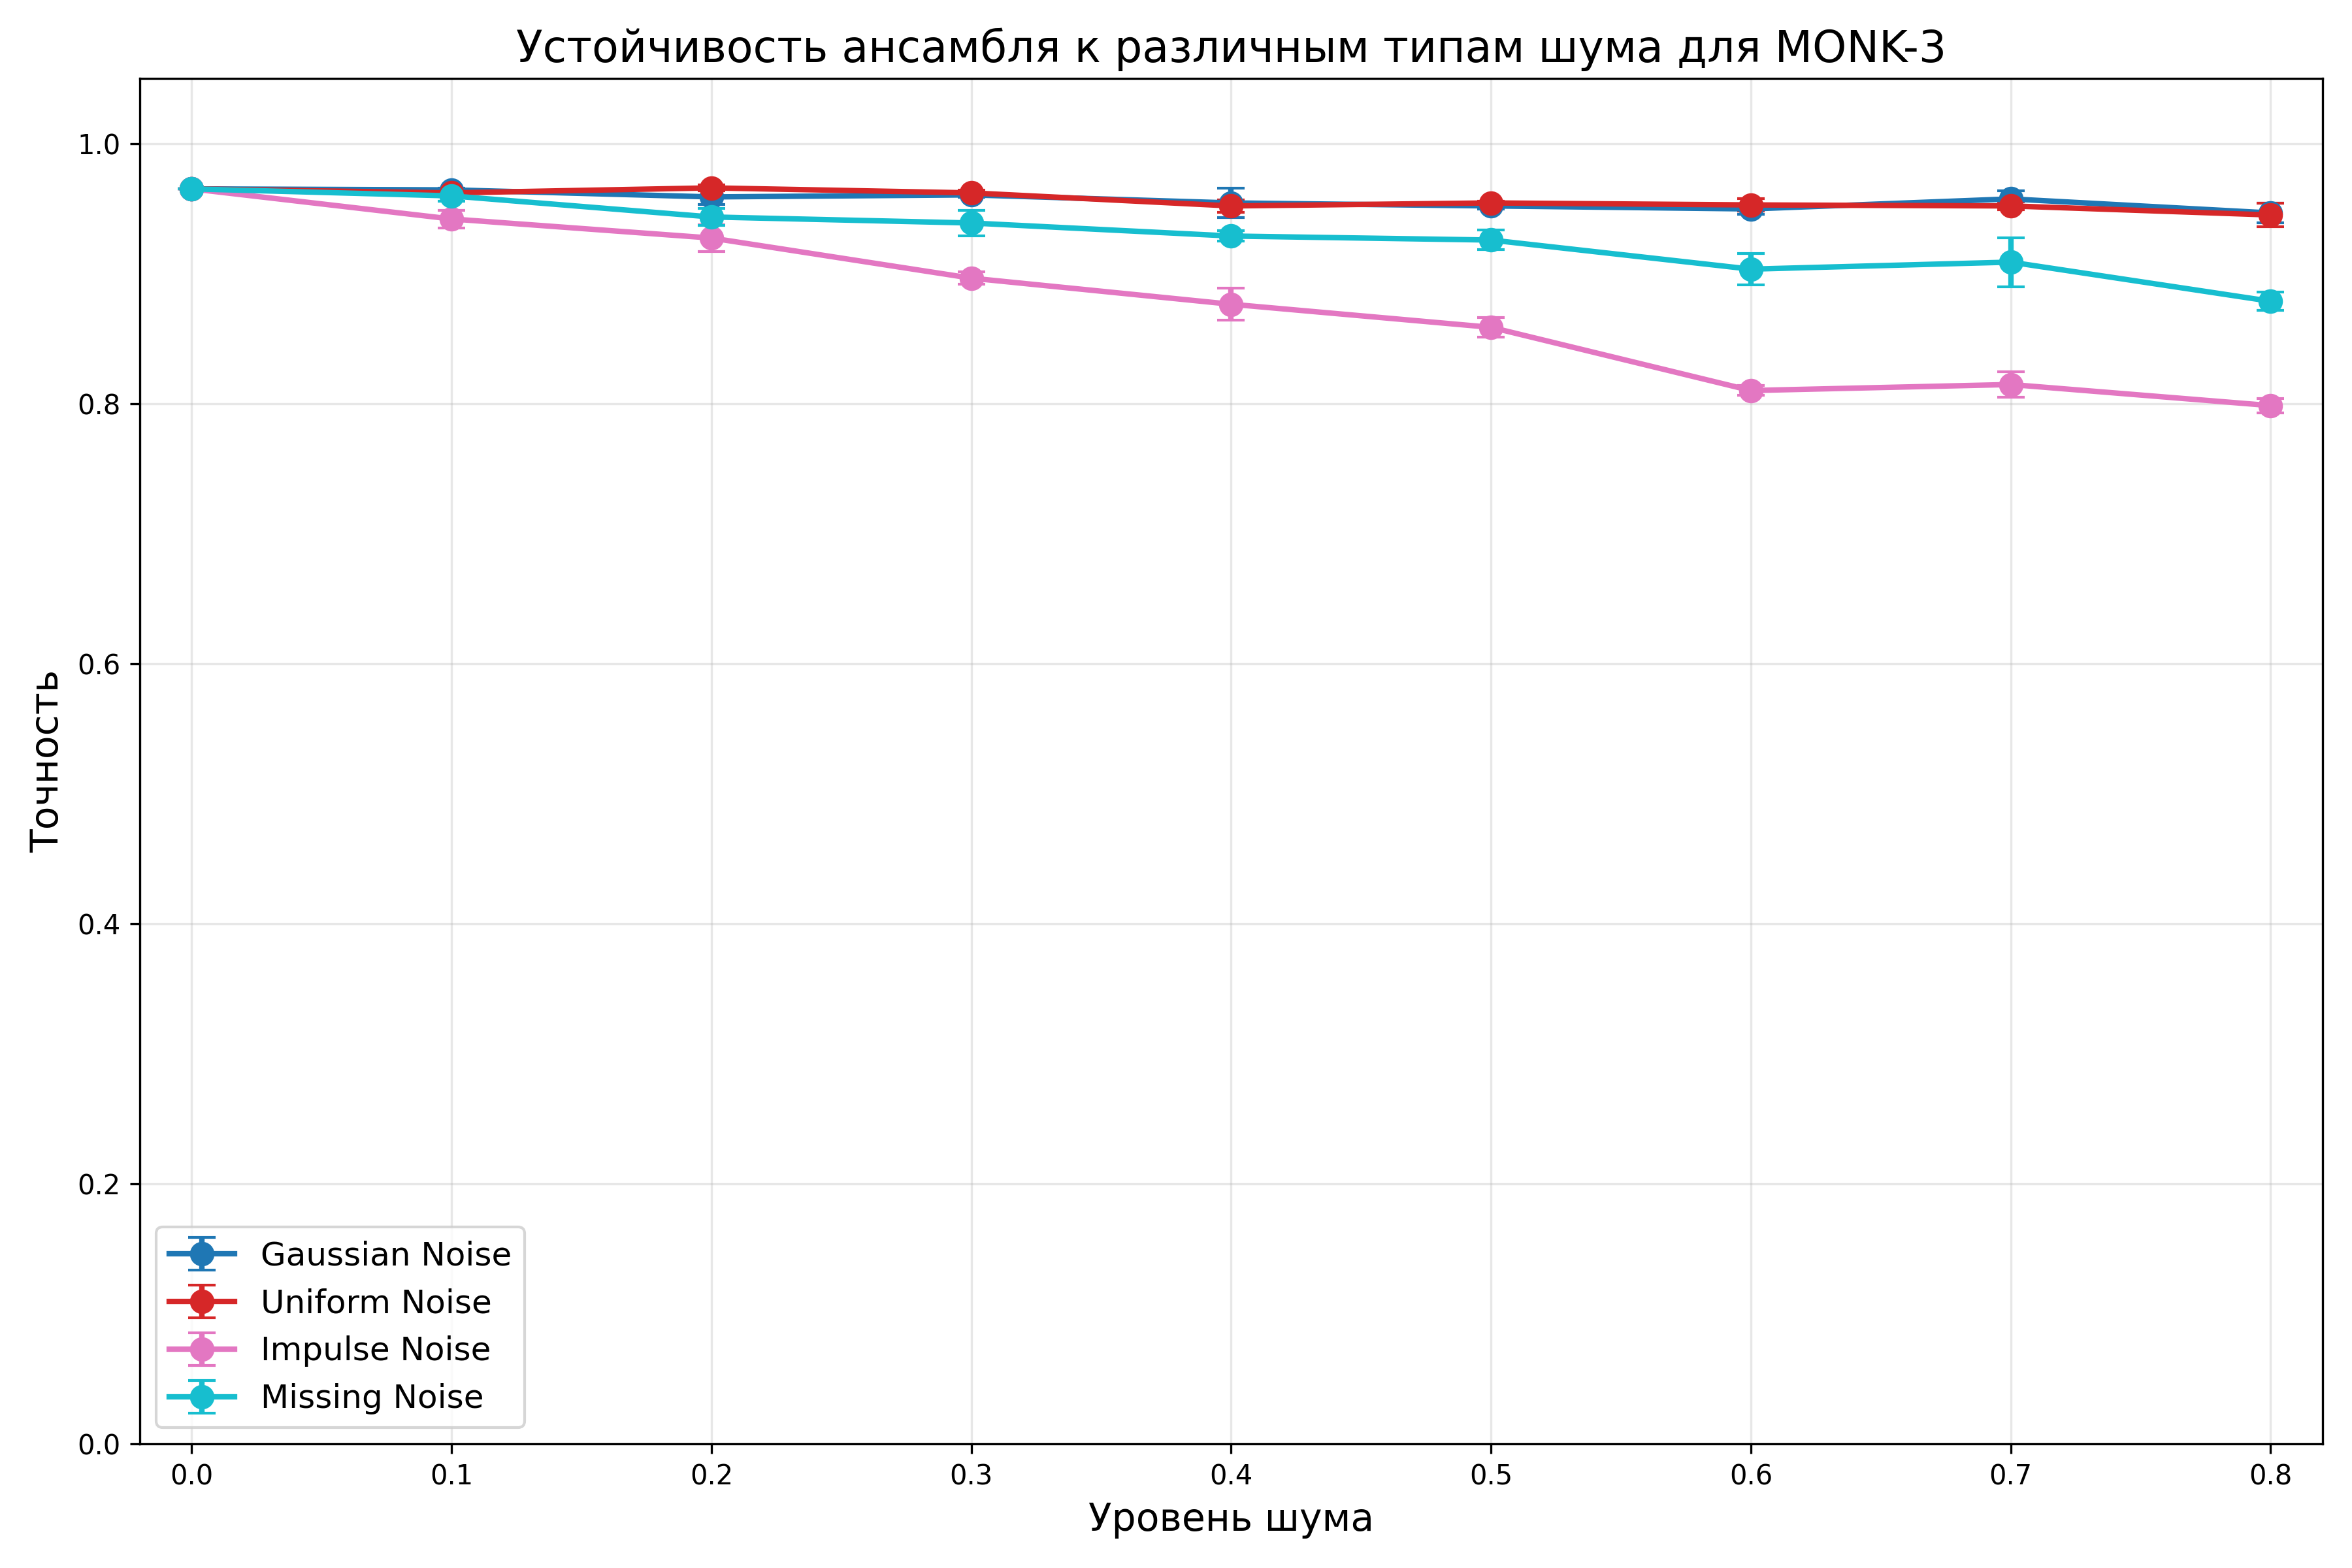 Устойчивость ансамбля к различным типам шума для MONK-3
Точность
1.0
0.8
0.6
0.4
0.2
0.0
Gaussian Noise
Uniform Noise
Impulse Noise
Missing Noise
0.0 0.1 0.2 0.3 0.4 0.5 0.6 0.7 0.8
Уровень шума